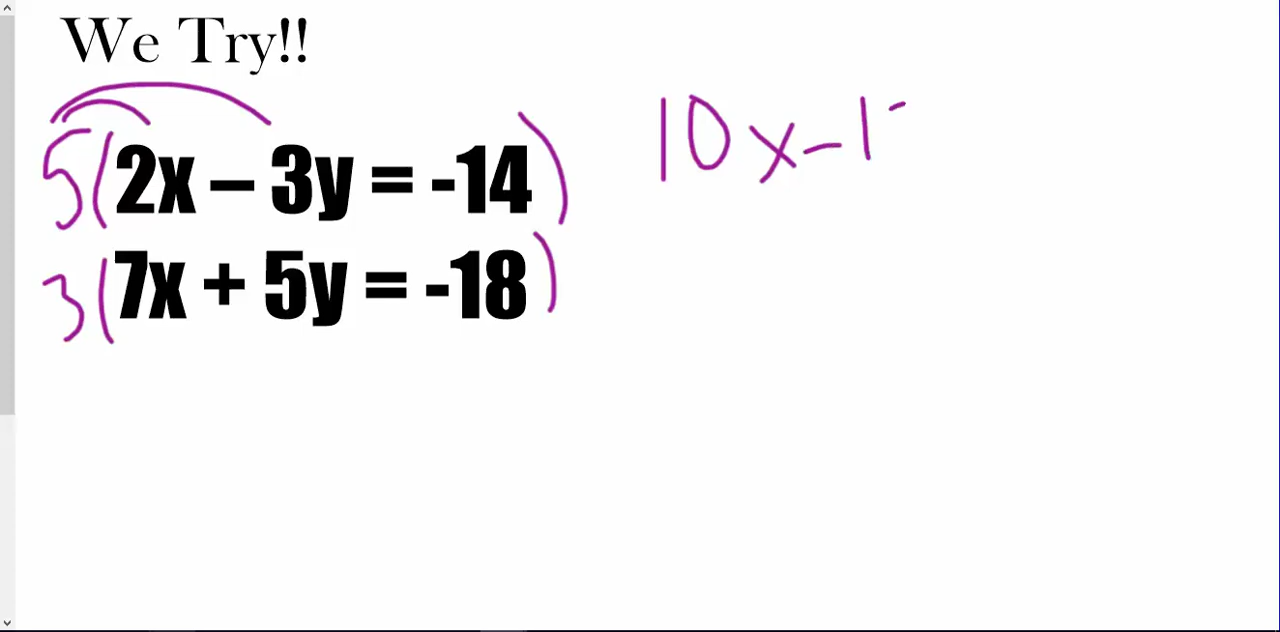 We Try!!
5(2x – 3y = -14) 10x-1
3(7x + 5y = -18)